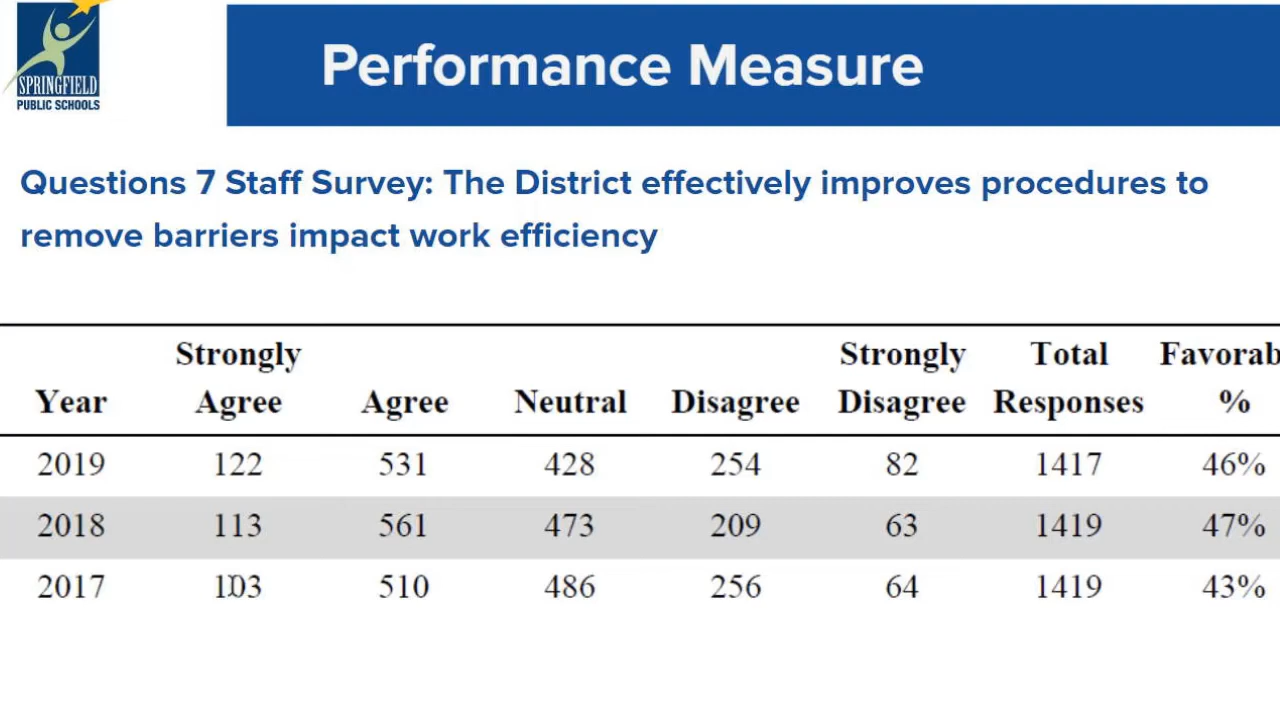 SPRINGFIELD
PUBLIC SCHOOLS
Performance Measure
Questions 7 Staff Survey: The District effectively improves procedures to
remove barriers impact work efficiency
Year Strongly Agree Agree Neutral Disagree Strongly Disagree Total Responses Favorab %
2019 122 531 428 254 82 1417 46%
2018 113 561 473 209 63 1419 47%
2017 103 510 486 256 64 1419 43%